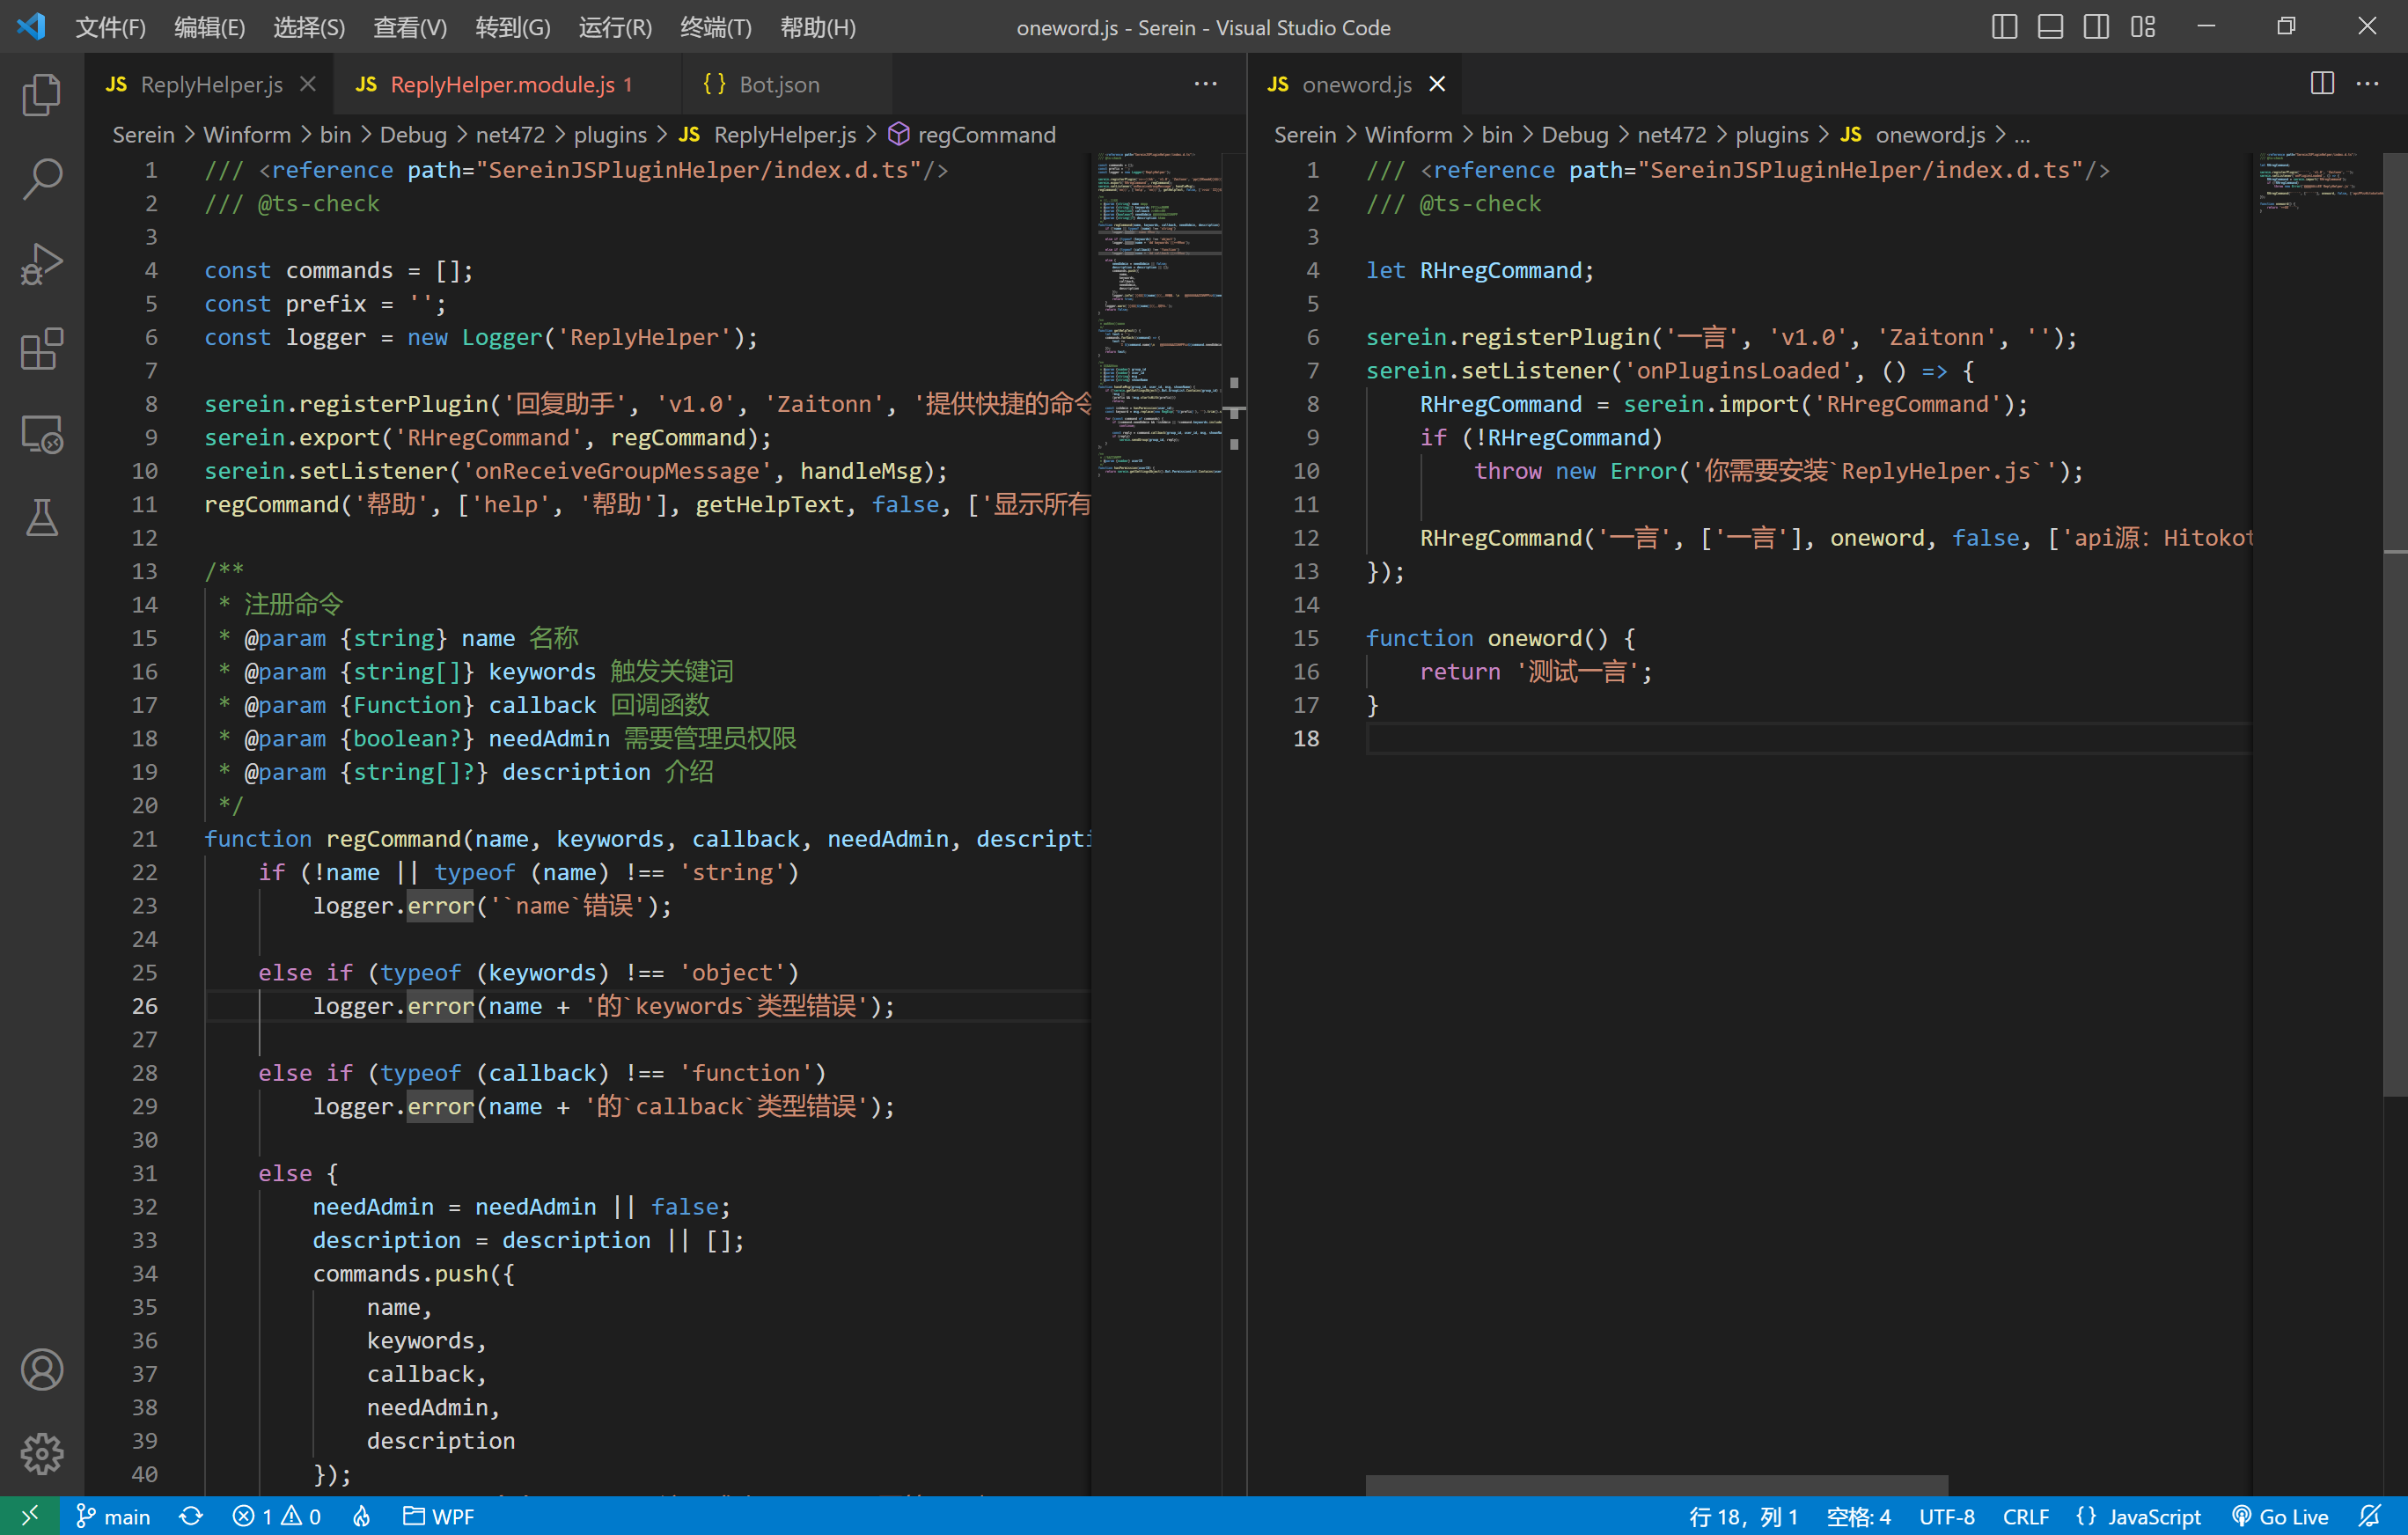 文件(F) 编辑(E) 选择(S) 查看(V) 转到(G) 运行(R) 终端(T) 帮助(H)
oneword.js - Serein - Visual Studio Code
JS ReplyHelper.js
JS ReplyHelper.module.js 1
{ } Bot.json
Serein > Winform > bin > Debug > net472 > plugins > JS ReplyHelper.js > regCommand
1 /// <reference path="SereinJSPluginHelper/index.d.ts"/>
2 /// @ts-check
3
4 const commands = [];
5 const prefix = '';
6 const logger = new Logger('ReplyHelper');
7
8 serein.registerPlugin('回复助手', 'v1.0', 'Zaitonn', '提供快捷的命令
9 serein.export('RHregCommand', regCommand);
10 serein.setListener('onReceiveGroupMessage', handleMsg);
11 regCommand('帮助', ['help', '帮助'], getHelpText, false, ['显示所有
12
13 /**
14 * 注册命令
15 * @param {string} name 名称
16 * @param {string[]} keywords 触发关键词
17 * @param {Function} callback 回调函数
18 * @param {boolean?} needAdmin 需要管理员权限
19 * @param {string[]?} description 介绍
20 */
21 function regCommand(name, keywords, callback, needAdmin, descripti
22 if (!name || typeof (name) !== 'string')
23 logger.error('`name`错误');
24
25 else if (typeof (keywords) !== 'object')
26 logger.error(name + '的`keywords`类型错误');
27
28 else if (typeof (callback) !== 'function')
29 logger.error(name + '的`callback`类型错误');
30
31 else {
32 needAdmin = needAdmin || false;
33 description = description || [];
34 commands.push({
35 name,
36 keywords,
37 callback,
38 needAdmin,
39 description
40 });
JS oneword.js
Serein > Winform > bin > Debug > net472 > plugins > JS oneword.js > ...
1 /// <reference path="SereinJSPluginHelper/index.d.ts"/>
2 /// @ts-check
3
4 let RHregCommand;
5
6 serein.registerPlugin('一言', 'v1.0', 'Zaitonn', '');
7 serein.setListener('onPluginsLoaded', () => {
8 RHregCommand = serein.import('RHregCommand');
9 if (!RHregCommand)
10 throw new Error('你需要安装`ReplyHelper.js`');
11
12 RHregCommand('一言', ['一言'], oneword, false, ['api源: Hitokot
13 });
14
15 function oneword() {
16 return '测试一言';
17 }
18
main 1 0 WPF
行 18, 列 1 空格: 4 UTF-8 CRLF { } JavaScript Go Live